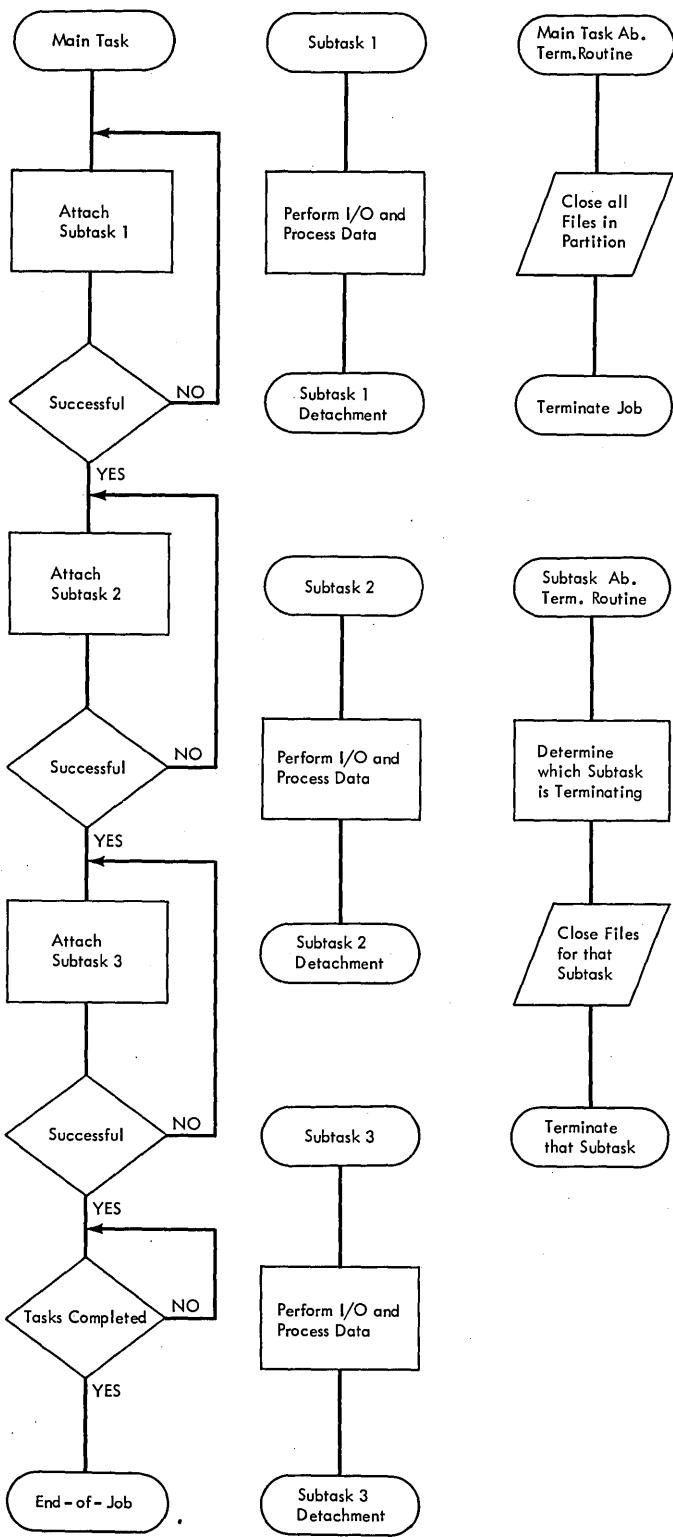 Main Task
Attach
Subtask 1
Successful
NO
YES
Attach
Subtask 2
Successful
NO
YES
Attach
Subtask 3
Successful
NO
YES
Tasks Completed
NO
YES
End-of-Job
Subtask 1
Perform I/O and
Process Data
Subtask 1
Detachment
Subtask 2
Perform I/O and
Process Data
Subtask 2
Detachment
Subtask 3
Perform I/O and
Process Data
Subtask 3
Detachment
Main Task Ab.
Term.Routine
Close all
Files in
Partition
Terminate Job
Subtask Ab.
Term. Routine
Determine
which Subtask
is Terminating
Close Files
for that
Subtask
Terminate
that Subtask